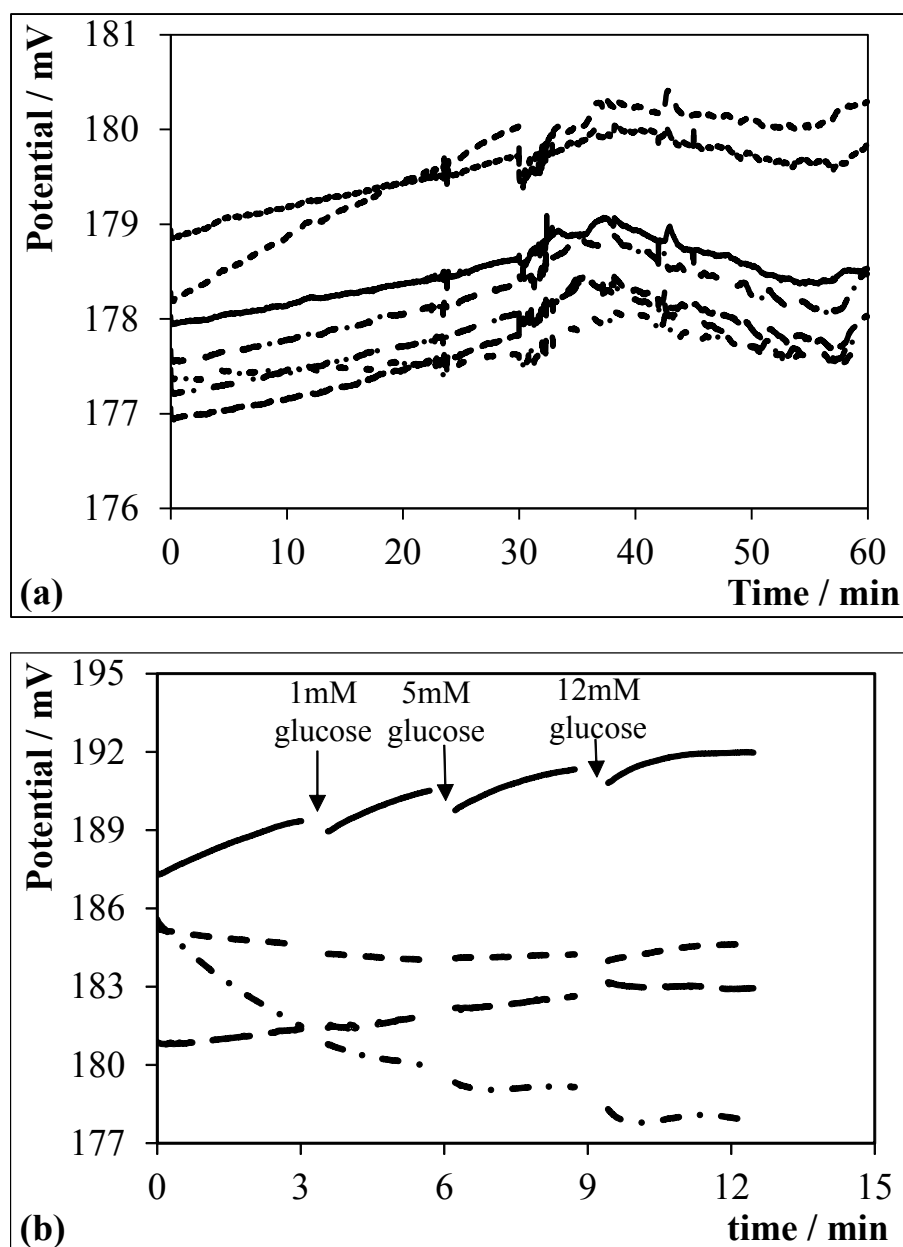 Potential / mV
181
180
179
178
177
176
0 10 20 30 40 50 60
(a)
Time / min
Potential / mV
195
192
189
186
183
180
177
1mM
glucose
5mM
glucose
12mM
glucose
0 3 6 9 12 15
(b)
time / min